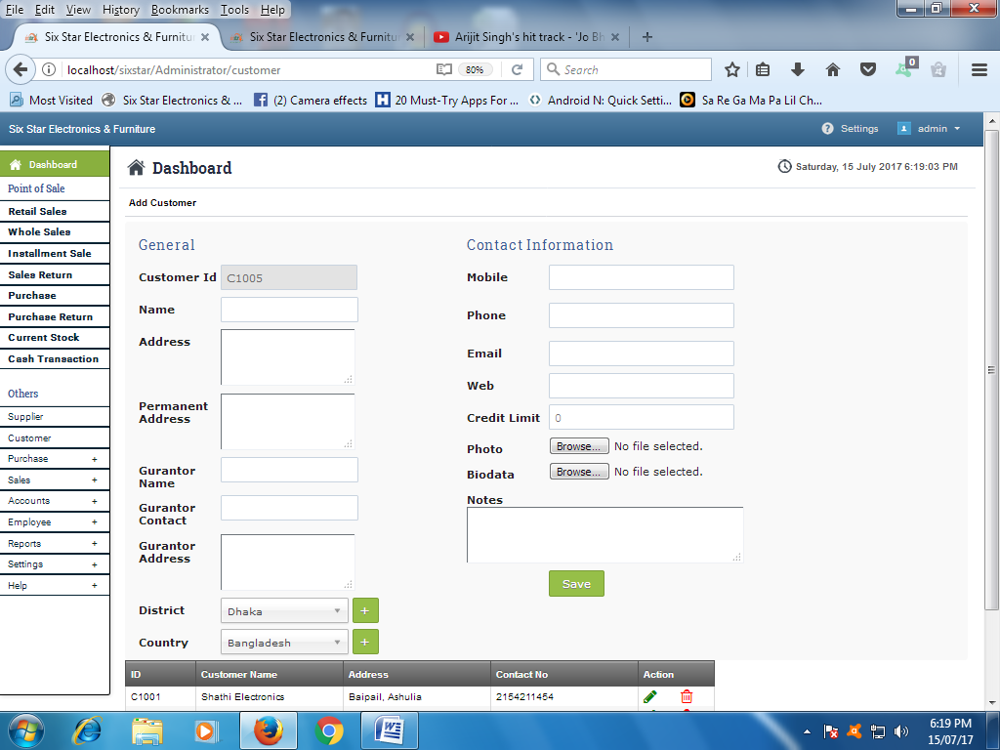 File Edit View History Bookmarks Tools Help
Six Star Electronics & Furnitur
Six Star Electronics & Furnitur
Arijit Singh's hit track - 'Jo Bh
localhost/sixstar/Administrator/customer
80%
Search
0
Most Visited
Six Star Electronics & ...
(2) Camera effects
20 Must-Try Apps For ...
Android N: Quick Setti...
Sa Re Ga Ma Pa Lil Ch...
Six Star Electronics & Furniture
Settings
admin
Dashboard
Point of Sale
Retail Sales
Whole Sales
Installment Sale
Sales Return
Purchase
Purchase Return
Current Stock
Cash Transaction
Others
Supplier
Customer
Purchase +
Sales +
Accounts +
Employee +
Reports +
Settings +
Help +
Dashboard
Saturday, 15 July 2017 6:19:03 PM
Add Customer
General
Customer Id C1005
Name
Address
Permanent
Address
Gurantor
Name
Gurantor
Contact
Gurantor
Address
District Dhaka +
Country Bangladesh +
Contact Information
Mobile
Phone
Email
Web
Credit Limit 0
Photo Browse... No file selected.
Biodata Browse... No file selected.
Notes
Save
ID Customer Name Address Contact No Action
C1001 Shathi Electronics Baipail, Ashulia 2154211454
6:19 PM
15/07/17